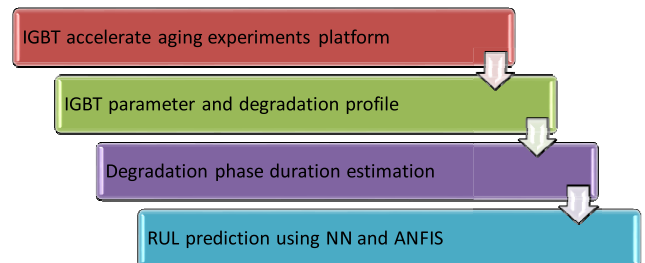 IGBT accelerate aging experiments platform
IGBT parameter and degradation profile
Degradation phase duration estimation
RUL prediction using NN and ANFIS